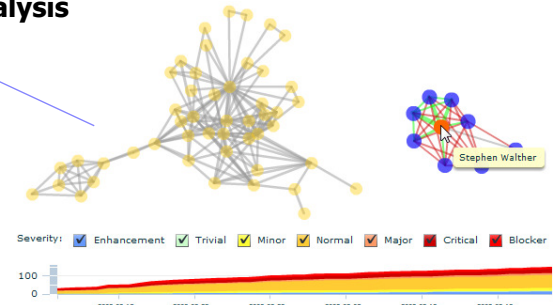 alysis
Stephen Walther
Severity: Enhancement Trivial Minor Normal Major Critical Blocker
100
0